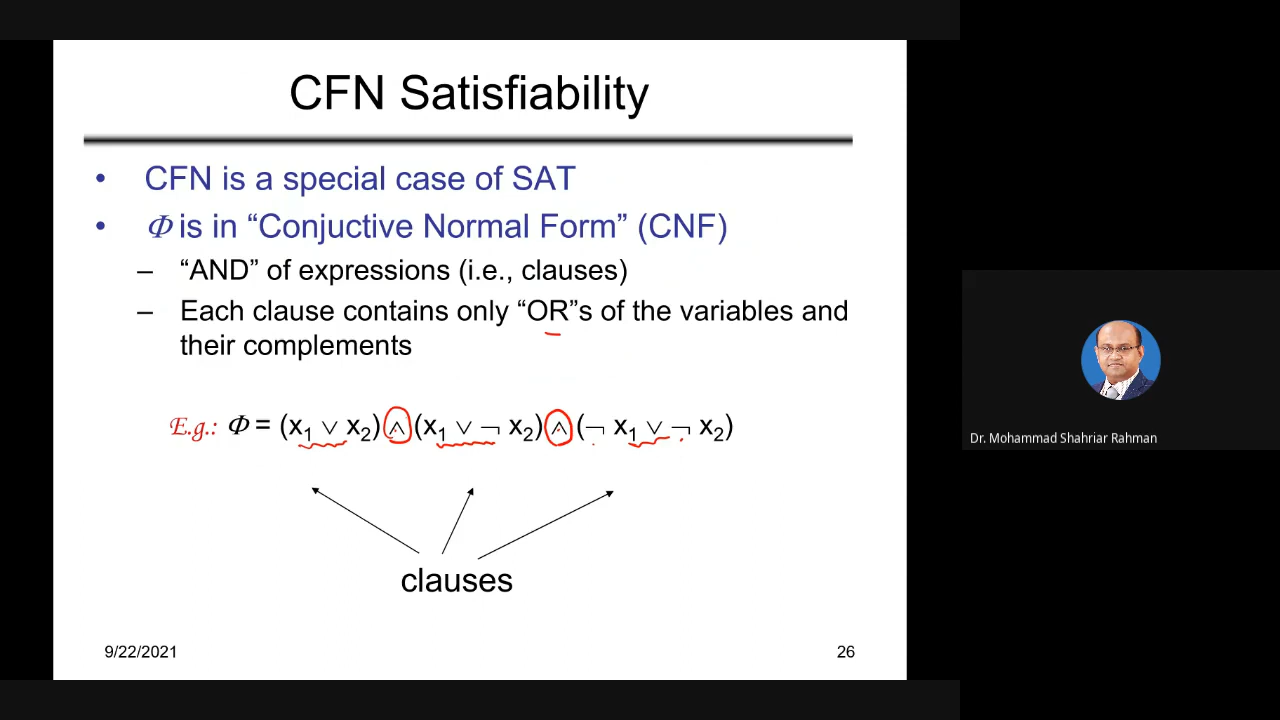 CFN Satisfiability
• CFN is a special case of SAT
• Φ is in “Conjuctive Normal Form” (CNF)
– “AND” of expressions (i.e., clauses)
– Each clause contains only “OR”s of the variables and
their complements
E.g.: Φ = (x₁ ∨ x₂) ∧ (x₁ ∨ ¬ x₂) ∧ (¬ x₁ ∨ ¬ x₂)
clauses
9/22/2021
26
Dr. Mohammad Shahriar Rahman